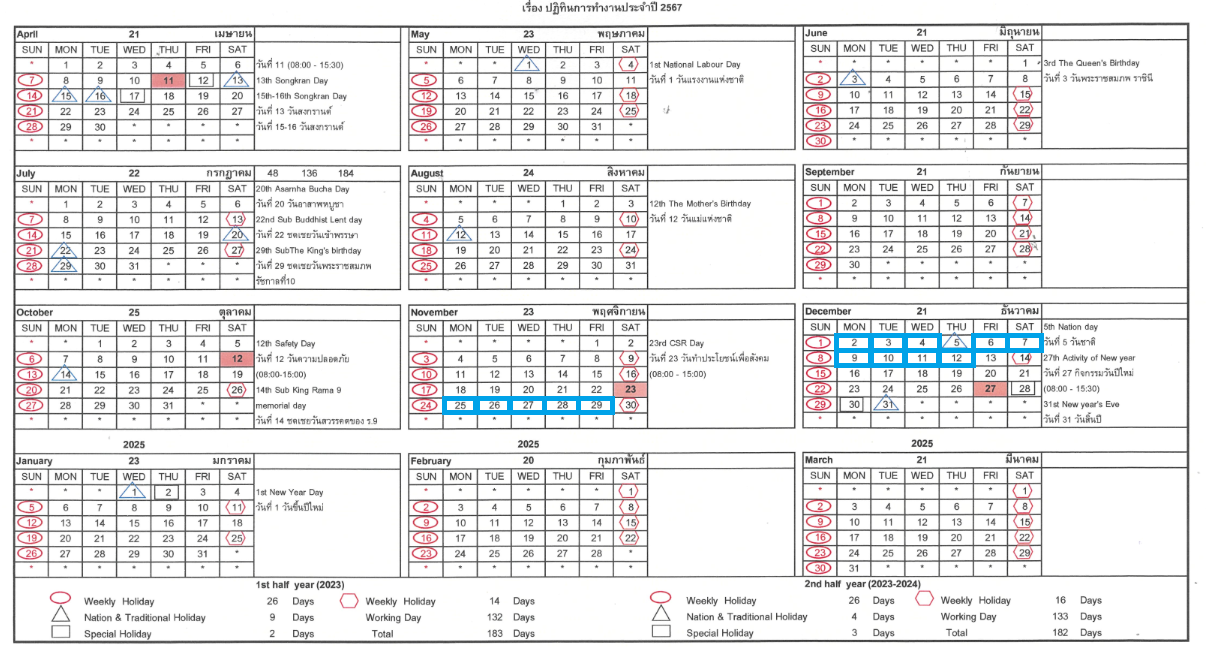 เรื่อง ปฏิทินการทำงานประจำปี 2567
April 21 เมษายน
SUN MON TUE WED THU FRI SAT
* 1 2 3 4 5 6 วันที่ 11 (08:00 - 15:30)
7 8 9 10 11 12 13 13th Songkran Day
14 15 16 17 18 19 20 15th-16th Songkran Day
21 22 23 24 25 26 27 วันที่ 13 วันสงกรานต์
28 29 30 * * * * วันที่ 15-16 วันสงกรานต์
* * * * * * *
May 23 พฤษภาคม
SUN MON TUE WED THU FRI SAT
* * * 1 2 3 4 1st National Labour Day
5 6 7 8 9 10 11 วันที่ 1 วันแรงงานแห่งชาติ
12 13 14 15 16 17 18
19 20 21 22 23 24 25
26 27 28 29 30 31 *
* * * * * * *
June 21 มิถุนายน
SUN MON TUE WED THU FRI SAT
* * * * * * 1 3rd The Queen's Birthday
2 3 4 5 6 7 8 วันที่ 3 วันพระราชสมภพ ราชินี
9 10 11 12 13 14 15
16 17 18 19 20 21 22
23 24 25 26 27 28 29
30 * * * * * *
July 22 กรกฎาคม 48 136 184
SUN MON TUE WED THU FRI SAT 20th Asarnha Bucha Day
* 1 2 3 4 5 6 วันที่ 20 วันอาสาฬหบูชา
7 8 9 10 11 12 13 22nd Sub Buddhist Lent day
14 15 16 17 18 19 20 วันที่ 22 ชดเชยวันเข้าพรรษา
21 22 23 24 25 26 27 29th SubThe King's birthday
28 29 30 31 * * * วันที่ 29 ชดเชยวันพระราชสมภพ
* * * * * * * รัชกาลที่10
August 24 สิงหาคม
SUN MON TUE WED THU FRI SAT
* * * * 1 2 3 12th The Mother's Birthday
4 5 6 7 8 9 10 วันที่ 12 วันแม่แห่งชาติ
11 12 13 14 15 16 17
18 19 20 21 22 23 24
25 26 27 28 29 30 31
* * * * * * *
September 21 กันยายน
SUN MON TUE WED THU FRI SAT
1 2 3 4 5 6 7
8 9 10 11 12 13 14
15 16 17 18 19 20 21
22 23 24 25 26 27 28
29 30 * * * * *
* * * * * * *
October 25 ตุลาคม
SUN MON TUE WED THU FRI SAT
* * 1 2 3 4 5 12th Safety Day
6 7 8 9 10 11 12 วันที่ 12 วันความปลอดภัย
13 14 15 16 17 18 19 (08:00-15:00)
20 21 22 23 24 25 26 14th Sub King Rama 9
27 28 29 30 31 * * memorial day
* * * * * * * วันที่ 14 ชดเชยวันสวรรคตของ ร.9
November 23 พฤศจิกายน
SUN MON TUE WED THU FRI SAT
* * * * * 1 2 23rd CSR Day
3 4 5 6 7 8 9 วันที่ 23 วันทำประโยชน์เพื่อสังคม
10 11 12 13 14 15 16 (08:00 - 15:00)
17 18 19 20 21 22 23
24 25 26 27 28 29 30
* * * * * * *
December 21 ธันวาคม
SUN MON TUE WED THU FRI SAT 5th Nation day
1 2 3 4 5 6 7 วันที่ 5 วันชาติ
8 9 10 11 12 13 14 27th Activity of New year
15 16 17 18 19 20 21 วันที่ 27 กิจกรรมวันปีใหม่
22 23 24 25 26 27 28 (08:00 - 15:30)
29 30 31 * * * * 31st New year's Eve
* * * * * * * วันที่ 31 วันสิ้นปี
2025
January 23 มกราคม
SUN MON TUE WED THU FRI SAT
* * * 1 2 3 4 1st New Year Day
5 6 7 8 9 10 11 วันที่ 1 วันขึ้นปีใหม่
12 13 14 15 16 17 18
19 20 21 22 23 24 25
26 27 28 29 30 31 *
* * * * * * *
2025
February 20 กุมภาพันธ์
SUN MON TUE WED THU FRI SAT
* * * * * * 1
2 3 4 5 6 7 8
9 10 11 12 13 14 15
16 17 18 19 20 21 22
23 24 25 26 27 28 *
* * * * * * *
2025
March 21 มีนาคม
SUN MON TUE WED THU FRI SAT
* * * * * * 1
2 3 4 5 6 7 8
9 10 11 12 13 14 15
16 17 18 19 20 21 22
23 24 25 26 27 28 29
30 31 * * * * *
1st half year (2023)
Weekly Holiday 26 Days Weekly Holiday 14 Days
Nation & Traditional Holiday 9 Days Working Day 132 Days
Special Holiday 2 Days Total 183 Days
2nd half year (2023-2024)
Weekly Holiday 26 Days Weekly Holiday 16 Days
Nation & Traditional Holiday 4 Days Working Day 133 Days
Special Holiday 3 Days Total 182 Days